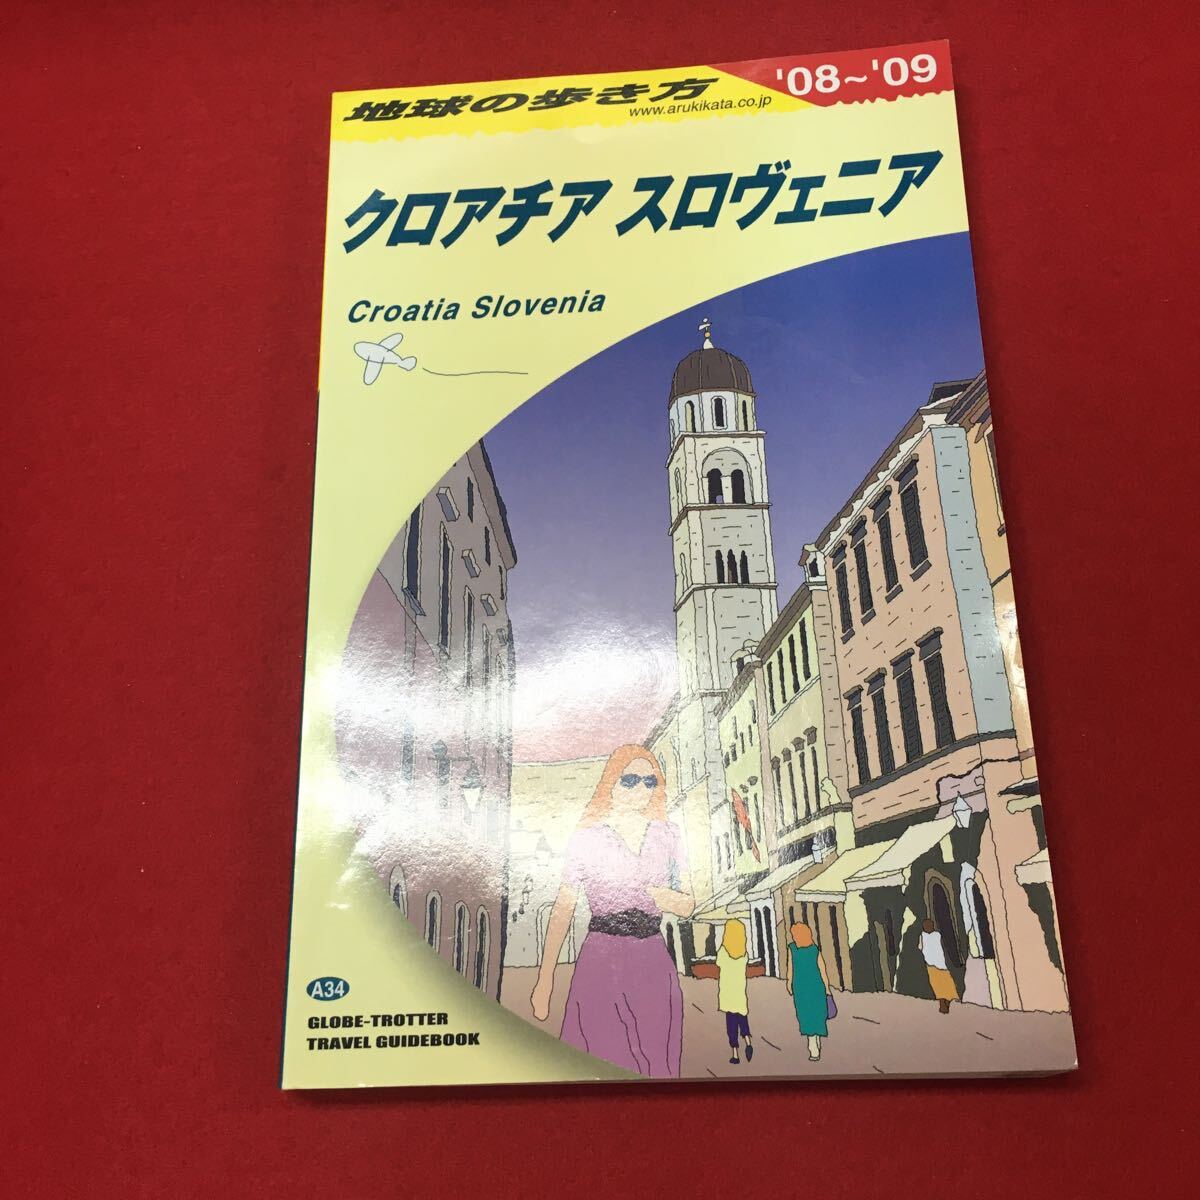 地球の歩き方
www.arukikata.co.jp
'08~'09
クロアチア スロヴェニア
Croatia Slovenia
A34
GLOBE-TROTTER
TRAVEL GUIDEBOOK